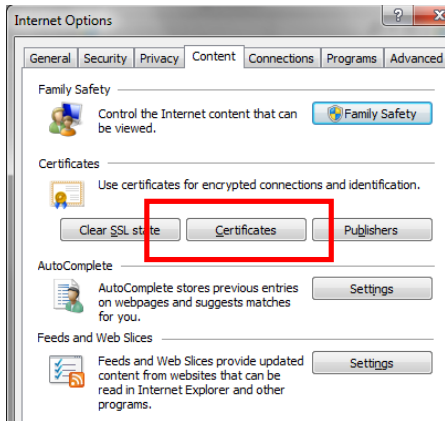 Internet Options
? x
General Security Privacy Content Connections Programs Advanced
Family Safety
Control the Internet content that can
be viewed.
Family Safety
Certificates
Use certificates for encrypted connections and identification.
Clear SSL state Certificates Publishers
AutoComplete
AutoComplete stores previous entries
on webpages and suggests matches
for you.
Settings
Feeds and Web Slices
Feeds and Web Slices provide updated
content from websites that can be
read in Internet Explorer and other
programs.
Settings